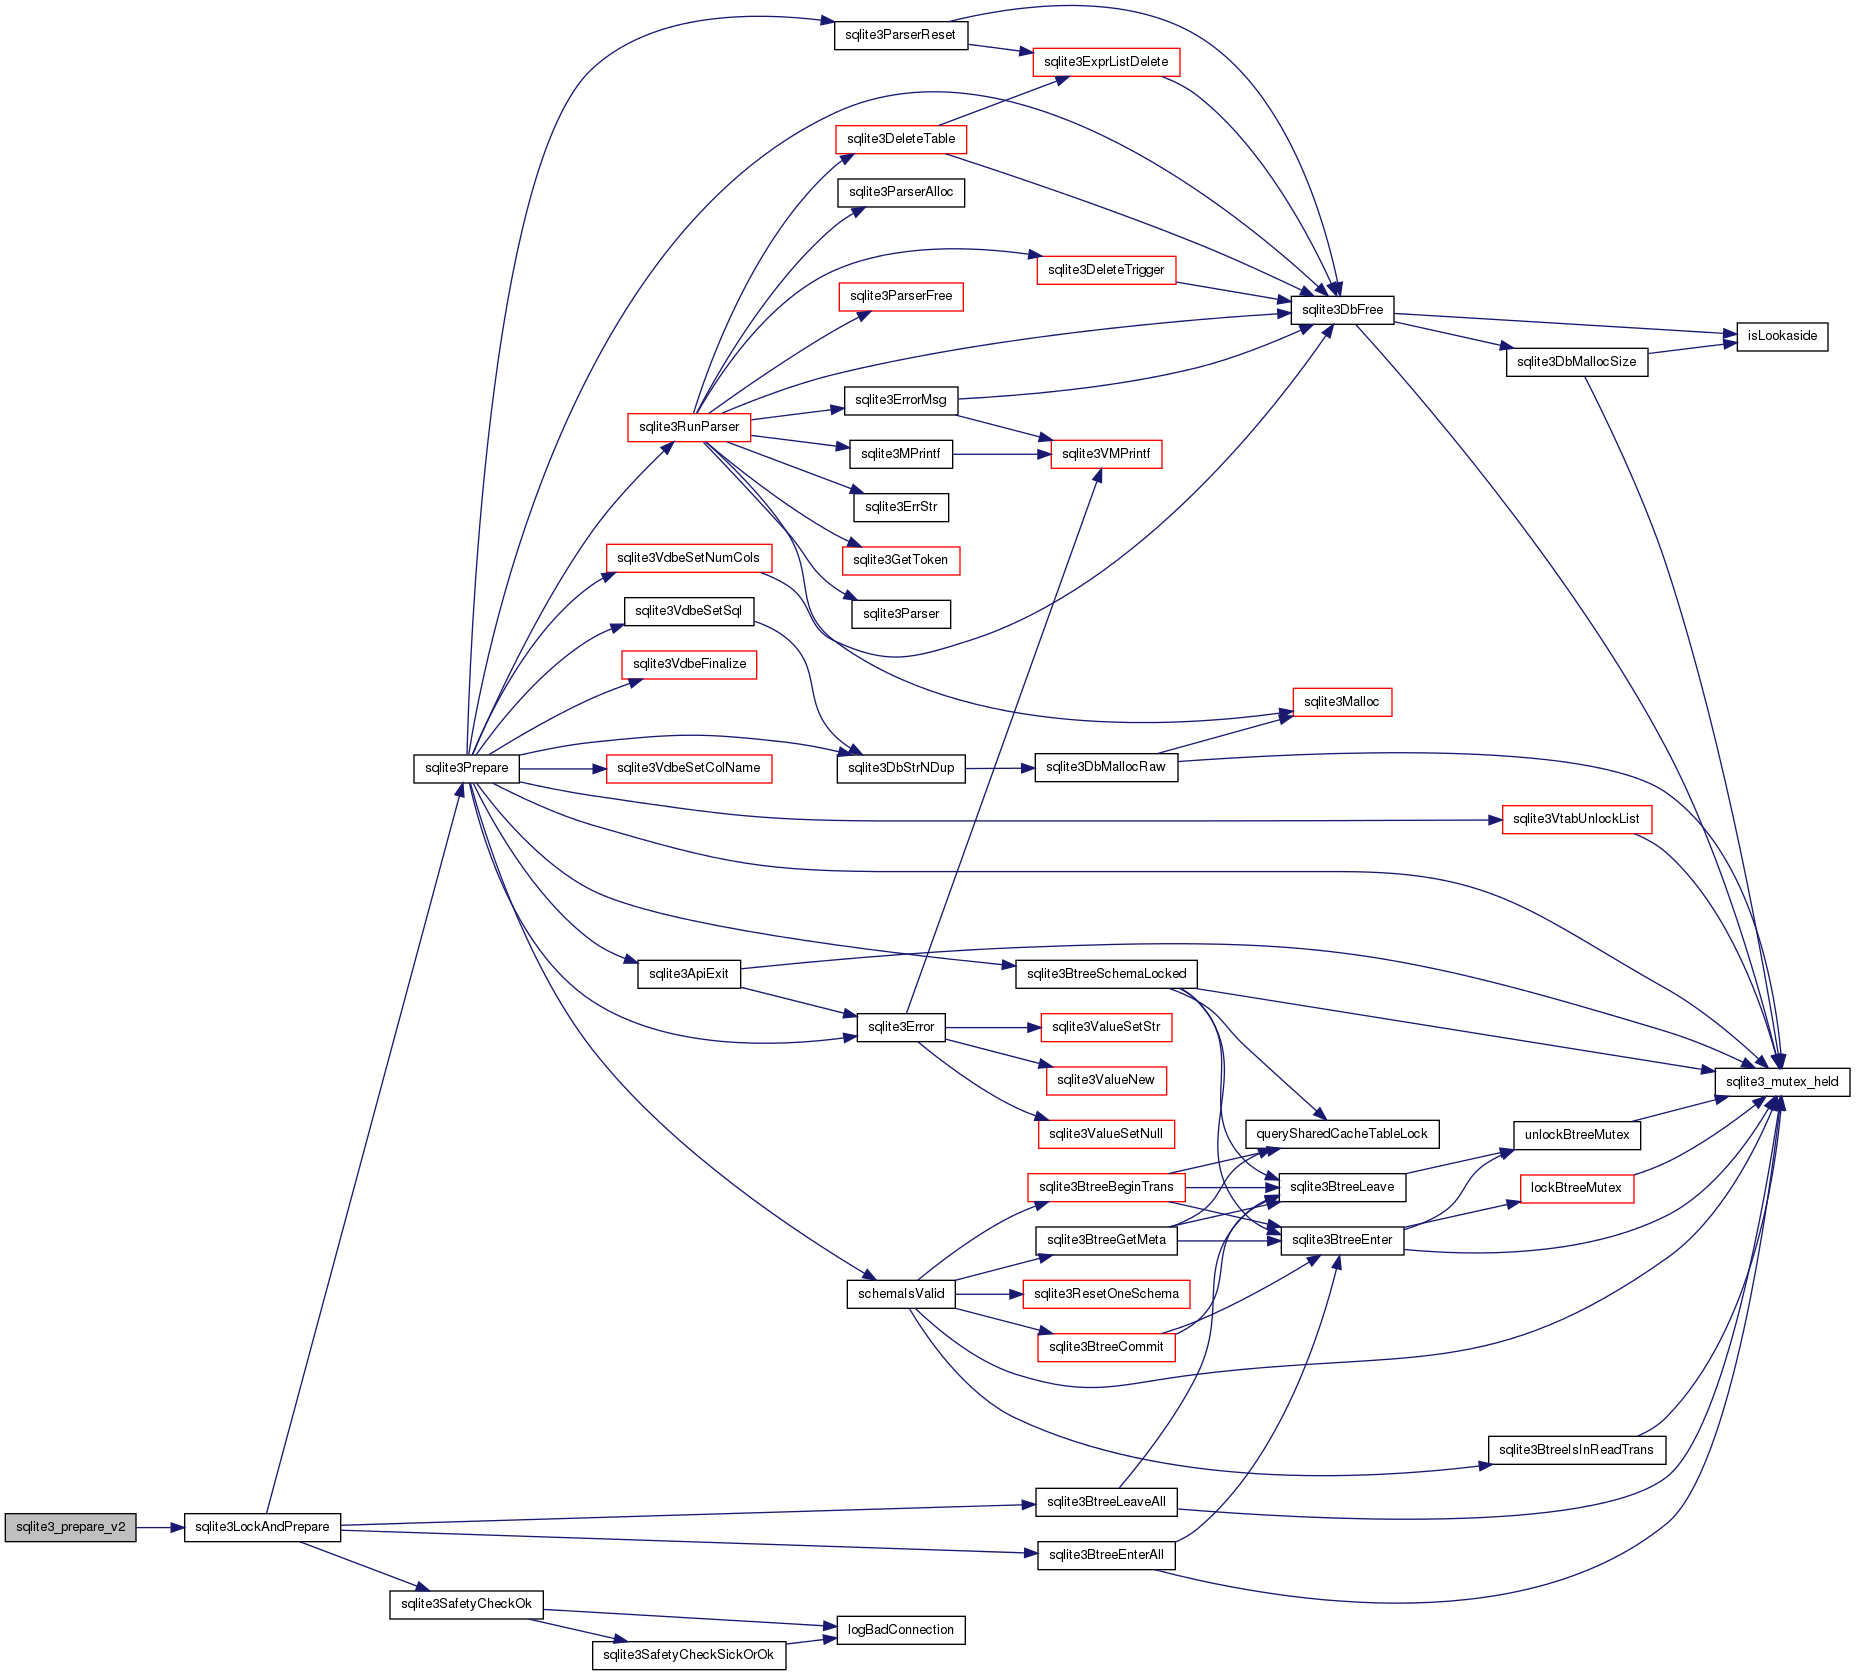 sqlite3ParserReset
sqlite3ExprListDelete
sqlite3DeleteTable
sqlite3ParserAlloc
sqlite3DeleteTrigger
sqlite3ParserFree
sqlite3DbFree
isLookaside
sqlite3DbMallocSize
sqlite3ErrorMsg
sqlite3RunParser
sqlite3MPrintf
sqlite3VMPrintf
sqlite3ErrStr
sqlite3VdbeSetNumCols
sqlite3GetToken
sqlite3VdbeSetSql
sqlite3Parser
sqlite3VdbeFinalize
sqlite3Malloc
sqlite3Prepare
sqlite3VdbeSetColName
sqlite3DbStrNDup
sqlite3DbMallocRaw
sqlite3VtabUnlockList
sqlite3ApiExit
sqlite3BtreeSchemaLocked
sqlite3Error
sqlite3ValueSetStr
sqlite3ValueNew
sqlite3_mutex_held
sqlite3ValueSetNull
querySharedCacheTableLock
unlockBtreeMutex
sqlite3BtreeBeginTrans
sqlite3BtreeLeave
lockBtreeMutex
sqlite3BtreeGetMeta
sqlite3BtreeEnter
schemaIsValid
sqlite3ResetOneSchema
sqlite3BtreeCommit
sqlite3BtreeIsInReadTrans
sqlite3BtreeLeaveAll
sqlite3_prepare_v2
sqlite3LockAndPrepare
sqlite3BtreeEnterAll
sqlite3SafetyCheckOk
logBadConnection
sqlite3SafetyCheckSickOrOk